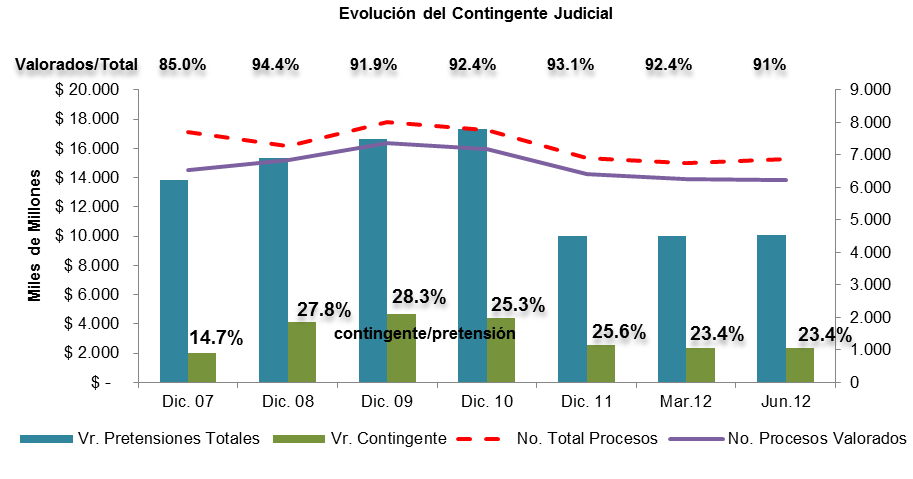 Evolución del Contingente Judicial
Valorados/Total 85.0% 94.4% 91.9% 92.4% 93.1% 92.4% 91%
$ 20.000 9.000
$ 18.000 8.000
$ 16.000 7.000
$ 14.000 6.000
$ 12.000 5.000
$ 10.000 4.000
$ 8.000 3.000
$ 6.000 2.000
$ 4.000 1.000
$ 2.000 0
$ -
Miles de Millones
14.7% 27.8% 28.3% 25.3% 25.6% 23.4% 23.4%
contingente/pretensión
Dic. 07 Dic. 08 Dic. 09 Dic. 10 Dic. 11 Mar.12 Jun.12
Vr. Pretensiones Totales Vr. Contingente No. Total Procesos No. Procesos Valorados